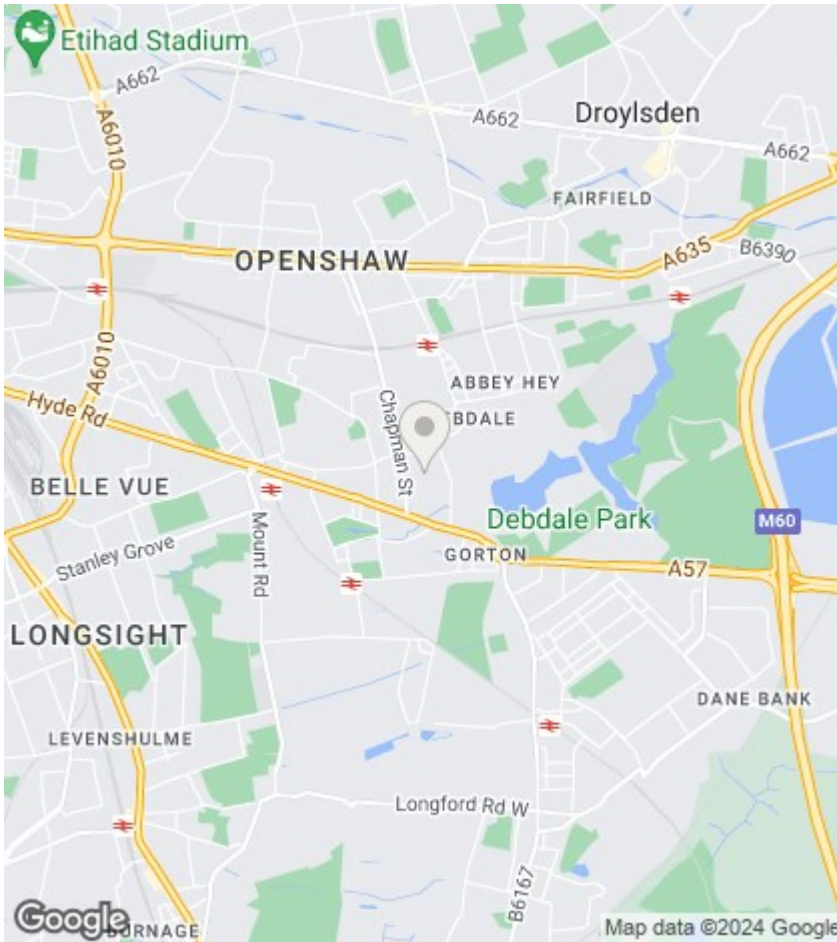 Etihad Stadium
A662
A6010
A662
Droylsden
A662
FAIRFIELD
A635
B6390
OPENSHAW
A6010
ABBEY HEY
Hyde Rd
Chapman St
EBDALE
BELLE VUE
Debdale Park
M60
Mount Rd
Stanley Grove
GORTON
A57
LONGSIGHT
DANE BANK
LEVENSHULME
Longford Rd W
B6167
Google
BURNAGE
Map data ©2024 Google